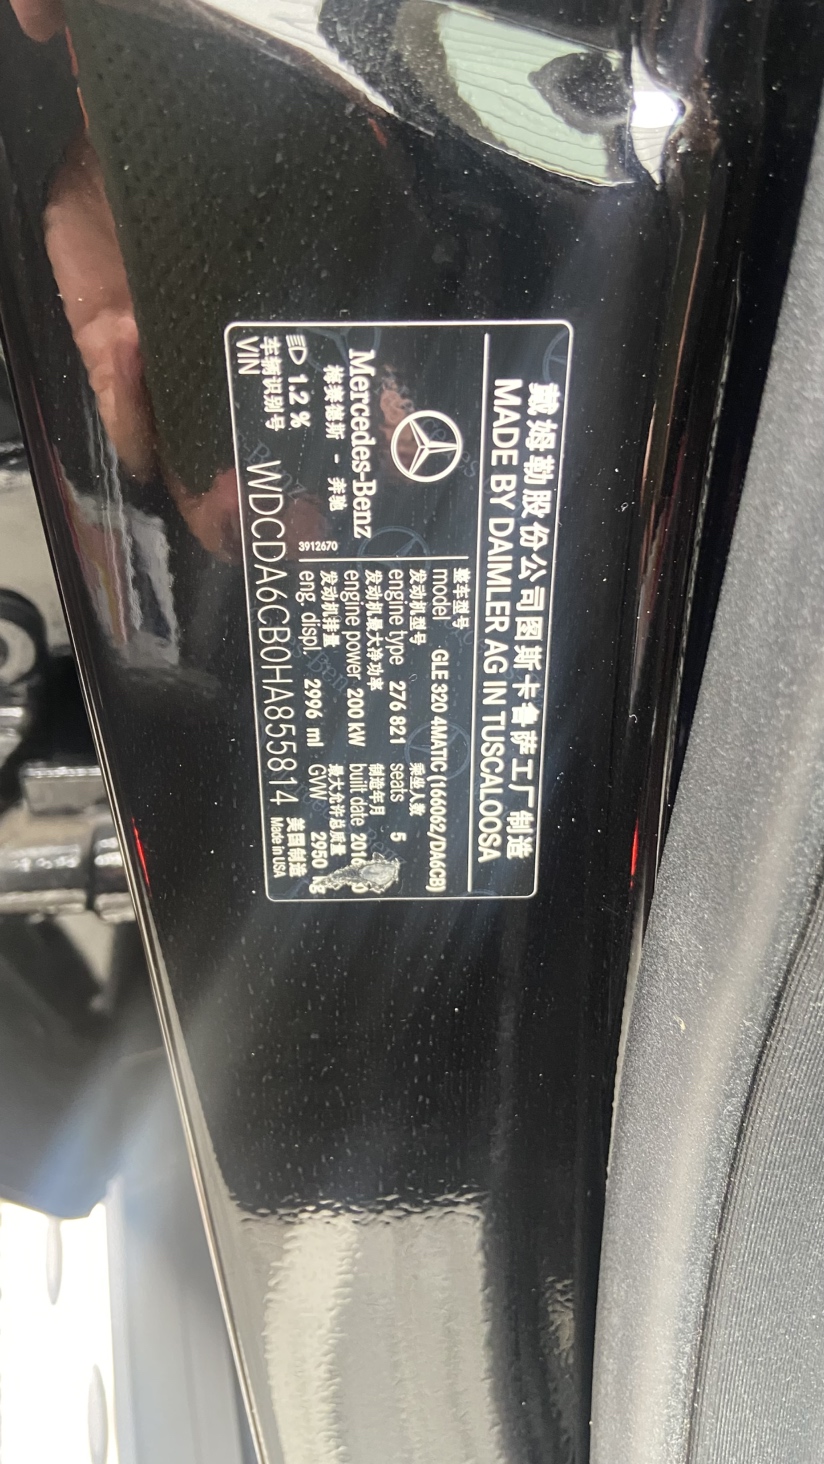 戴姆勒股份公司图斯卡鲁萨工厂制造
MADE BY DAIMLER AG IN TUSCALOOSA
Mercedes-Benz
梅赛德斯 - 奔驰
3912670
整车型号
model GLE 320 4MATIC (166062/DA6CB)
发动机型号 乘坐人数
engine type 276 821 seats 5
发动机最大净功率 制造年月
engine power 200 kW built date
发动机排量 最大允许总质量
eng. displ. 2996 ml GVW 2950 kg
1.2 %
车辆识别号
VIN WDCDA6CB0HA855814
美国制造
Made in USA